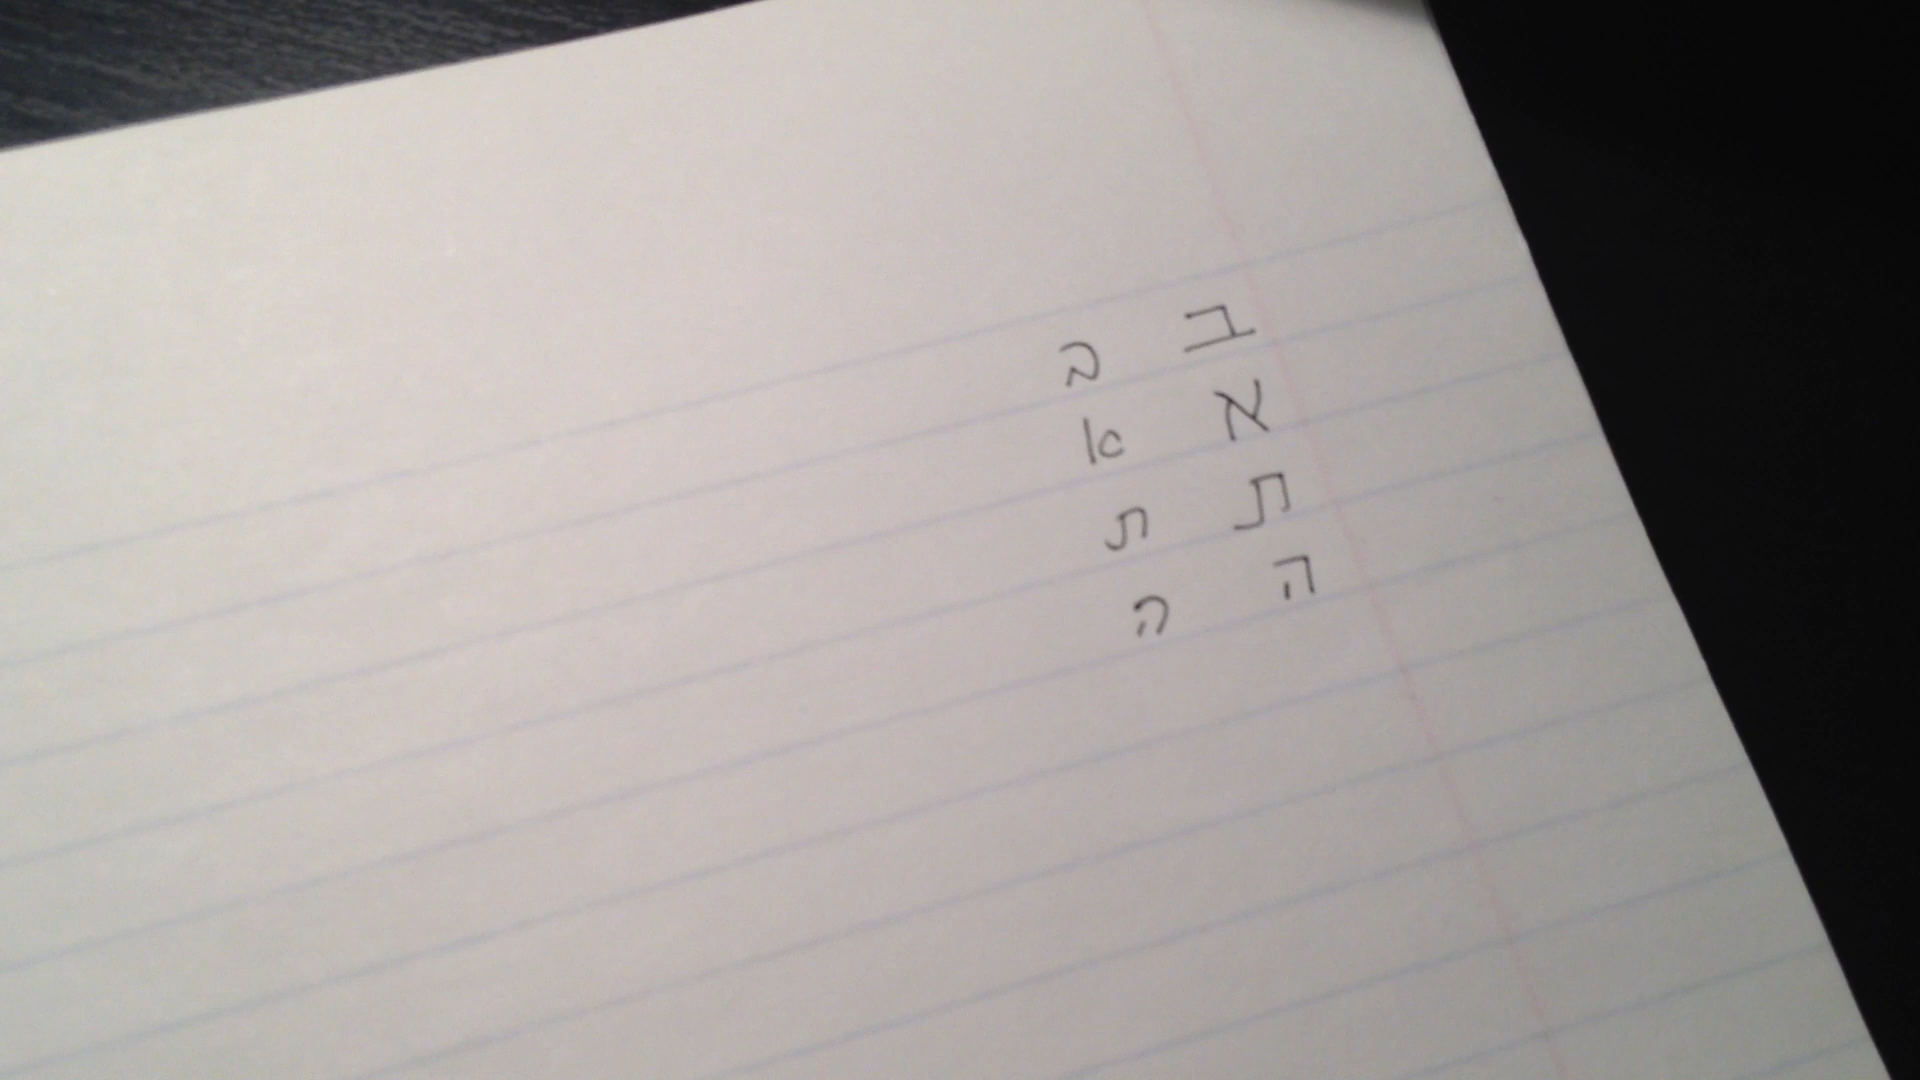 ב ב
א א
ת ת
ה ה